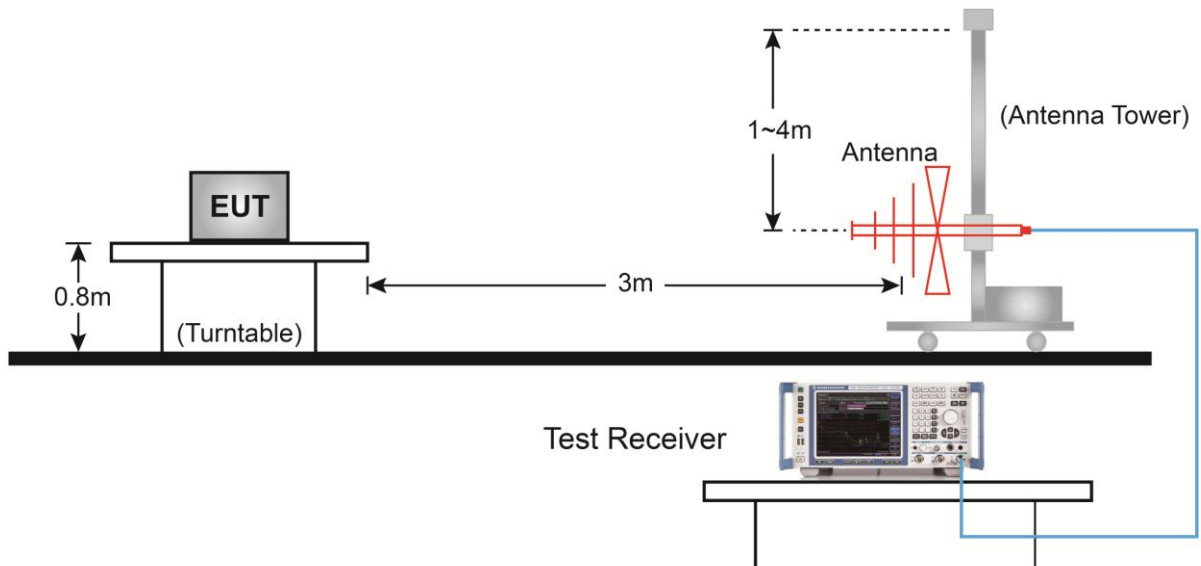 1~4m
(Antenna Tower)
Antenna
EUT
0.8m
3m
(Turntable)
Test Receiver